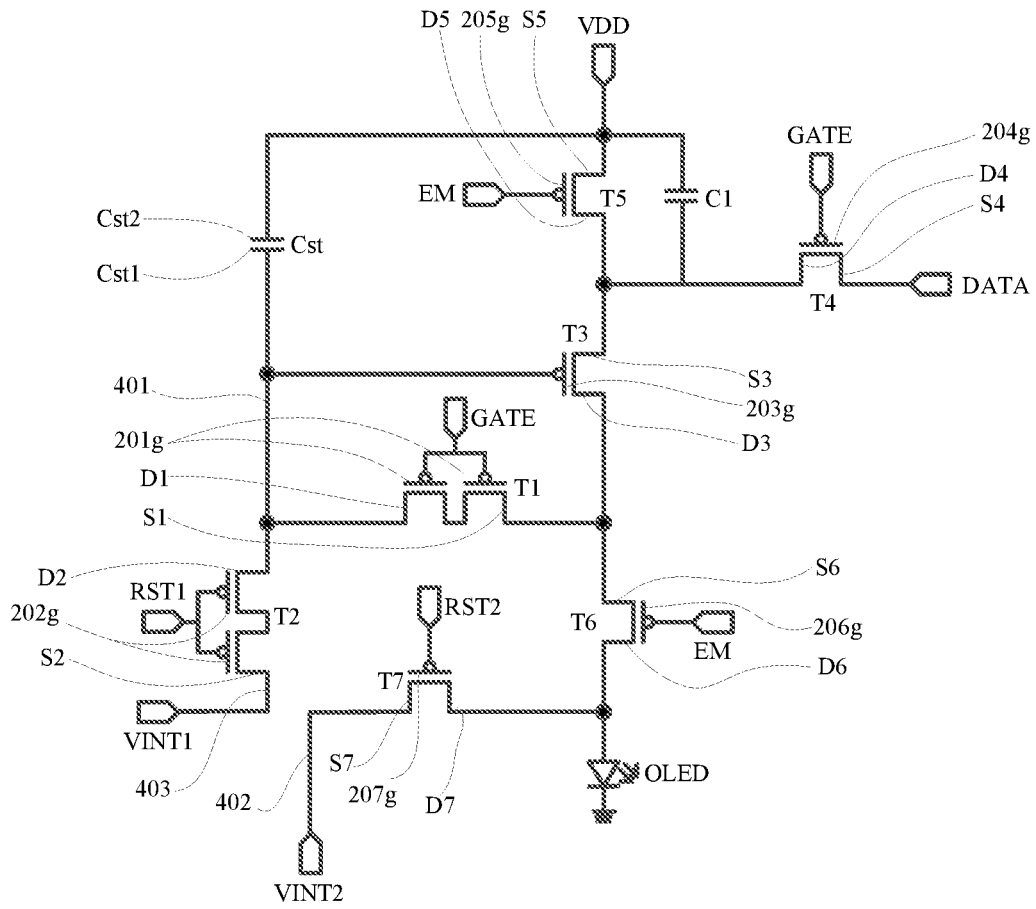 D5 205g S5
VDD
GATE
204g
D4
S4
EM
T5
C1
Cst2
Cst
Cst1
DATA
T4
T3
S3
401
203g
GATE
D3
201g
D1
T1
S1
S6
D2
RST1
RST2
T2
T6
202g
206g
EM
S2
T7
D6
VINT1
S7
OLED
207g
403
402
D7
VINT2